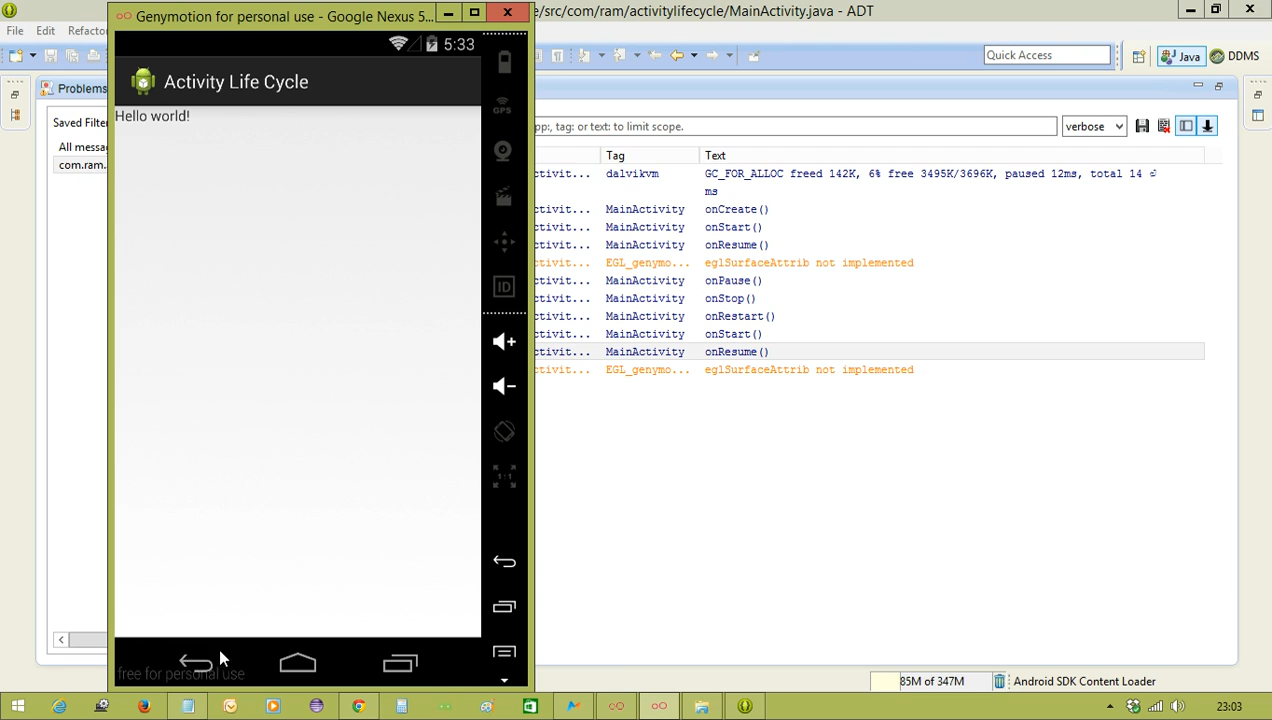 Genymotion for personal use - Google Nexus 5...
e/src/com/ram/activitylifecycle/MainActivity.java - ADT
File Edit Refactor
Quick Access
Java
DDMS
5:33
Activity Life Cycle
Hello world!
GPS
ID
1:1
free for personal use
Problems
Saved Filter
All messa
com.ram.
pp:, tag: or text: to limit scope.
verbose
Tag Text
ctivit... dalvikvm GC_FOR_ALLOC freed 142K, 6% free 3495K/3696K, paused 12ms, total 14
ms
ctivit... MainActivity onCreate()
ctivit... MainActivity onStart()
ctivit... MainActivity onResume()
ctivit... EGL_genymo... eglSurfaceAttrib not implemented
ctivit... MainActivity onPause()
ctivit... MainActivity onStop()
ctivit... MainActivity onRestart()
ctivit... MainActivity onStart()
ctivit... MainActivity onResume()
ctivit... EGL_genymo... eglSurfaceAttrib not implemented
85M of 347M
Android SDK Content Loader
23:03